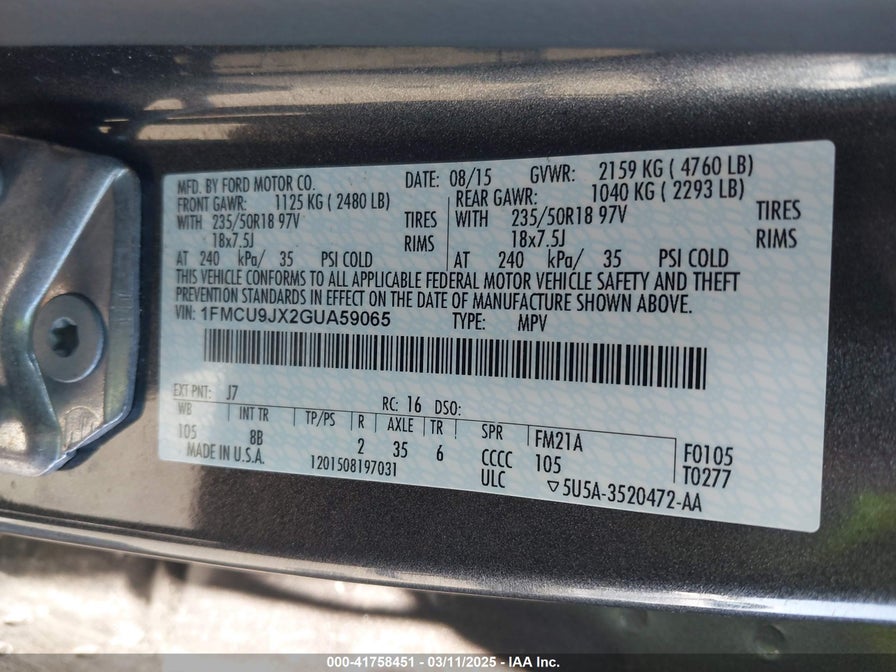 MFD. BY FORD MOTOR CO. DATE: 08/15 GVWR: 2159 KG ( 4760 LB)
FRONT GAWR: 1125 KG ( 2480 LB) REAR GAWR: 1040 KG ( 2293 LB)
WITH 235/50R18 97V TIRES WITH 235/50R18 97V TIRES
18x7.5J RIMS 18x7.5J RIMS
AT 240 kPa/ 35 PSI COLD AT 240 kPa/ 35 PSI COLD
THIS VEHICLE CONFORMS TO ALL APPLICABLE FEDERAL MOTOR VEHICLE SAFETY AND THEFT
PREVENTION STANDARDS IN EFFECT ON THE DATE OF MANUFACTURE SHOWN ABOVE.
VIN: 1FMCU9JX2GUA59065 TYPE: MPV
EXT PNT: J7 RC: 16 DSO:
WB INT TR TP/PS R AXLE TR SPR FM21A F0105
105 8B 2 35 6 CCCC 105 T0277
MADE IN U.S.A. 1201508197031 ULC ▽5U5A-3520472-AA
000-41758451 - 03/11/2025 - IAA Inc.